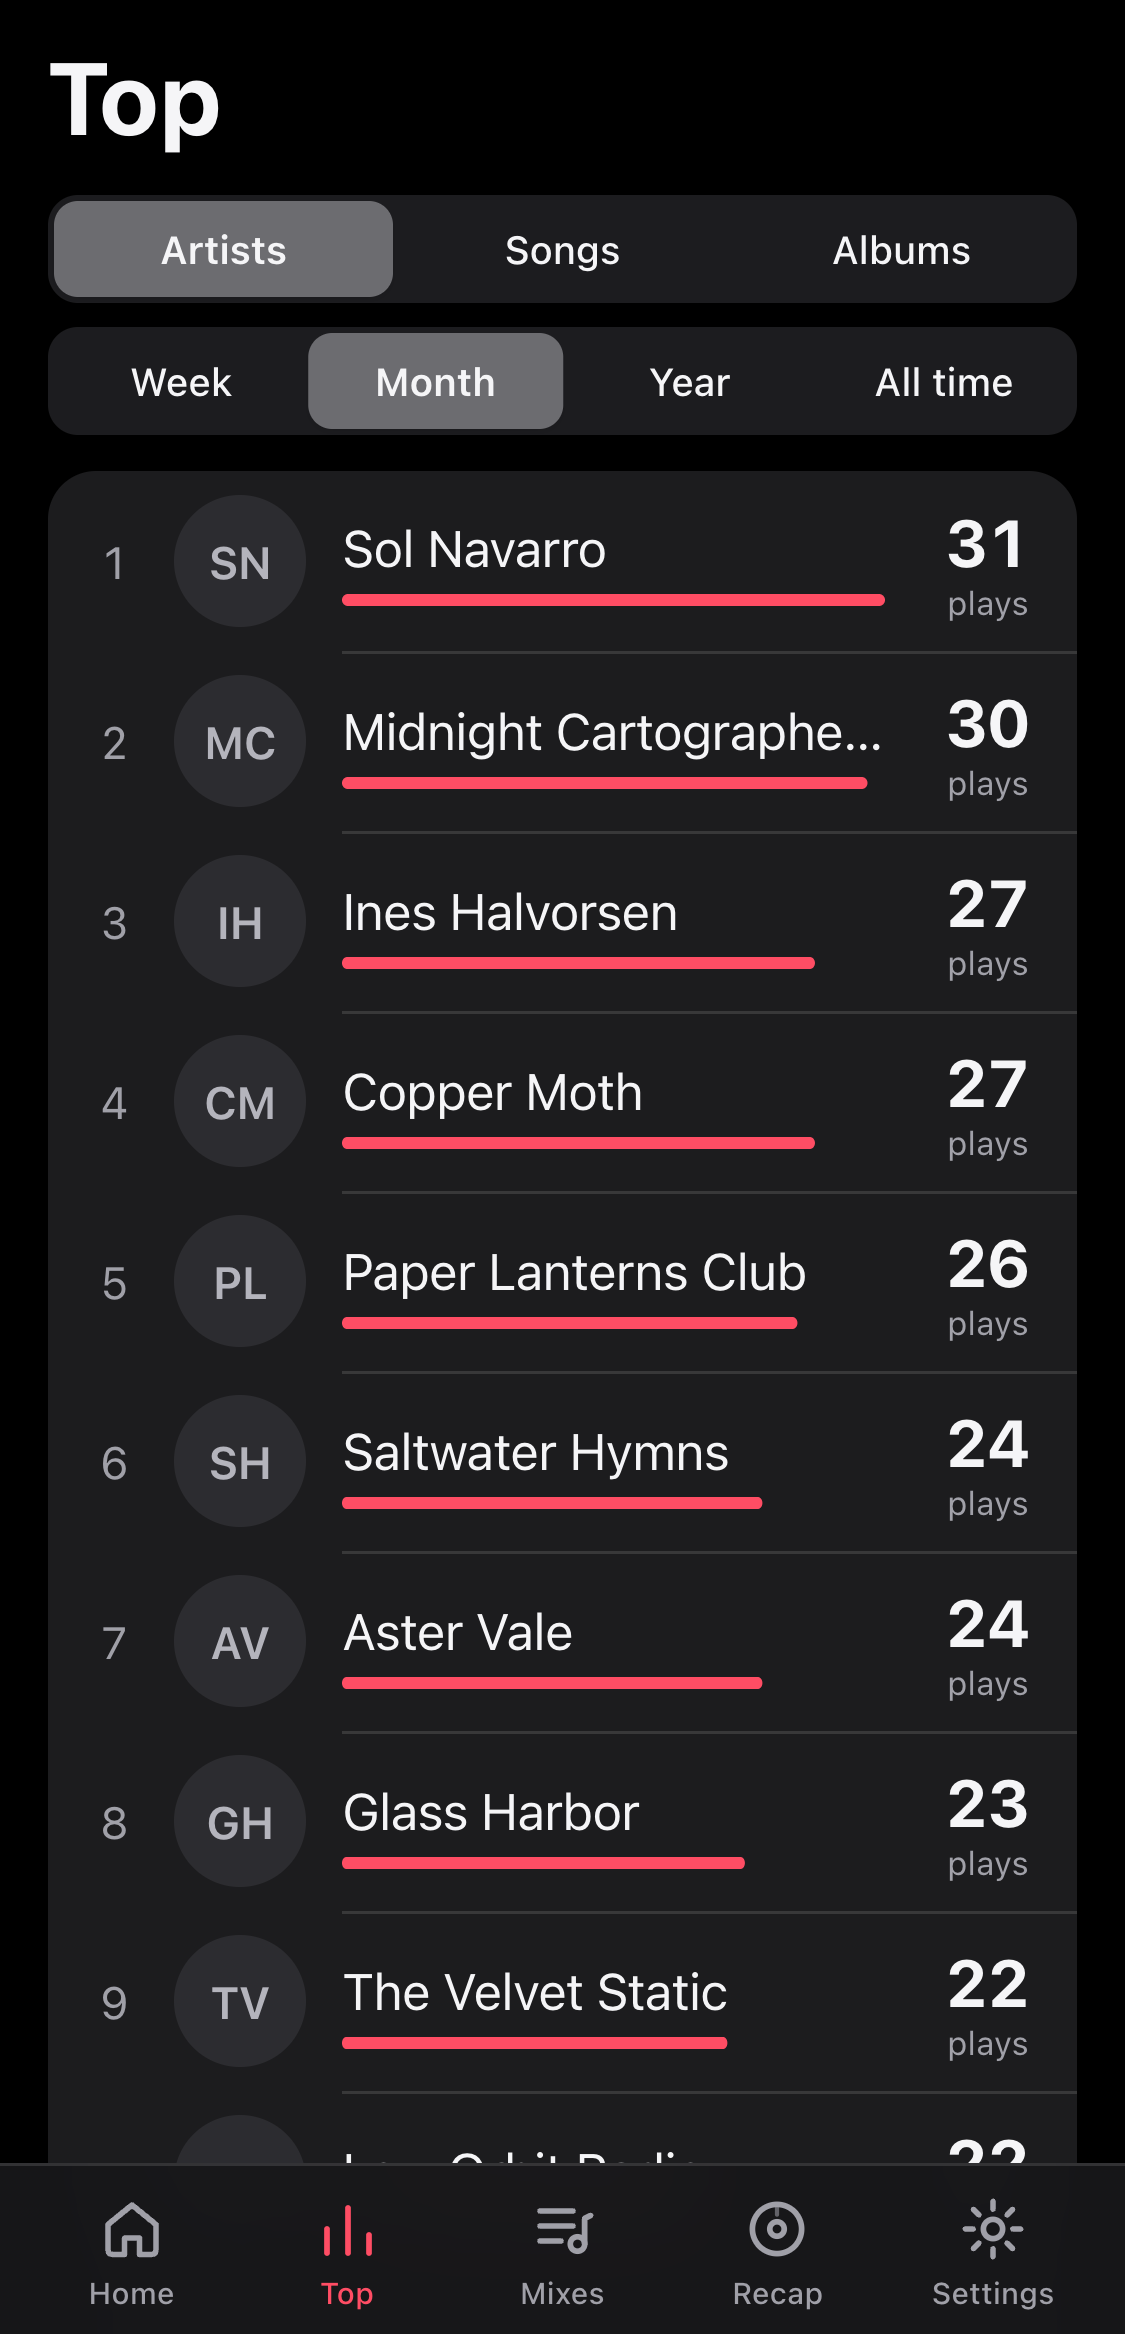 Top
Artists Songs Albums
Week Month Year All time
1 SN Sol Navarro 31 plays
2 MC Midnight Cartographe... 30 plays
3 IH Ines Halvorsen 27 plays
4 CM Copper Moth 27 plays
5 PL Paper Lanterns Club 26 plays
6 SH Saltwater Hymns 24 plays
7 AV Aster Vale 24 plays
8 GH Glass Harbor 23 plays
9 TV The Velvet Static 22 plays
Orbit 22
Home Top Mixes Recap Settings